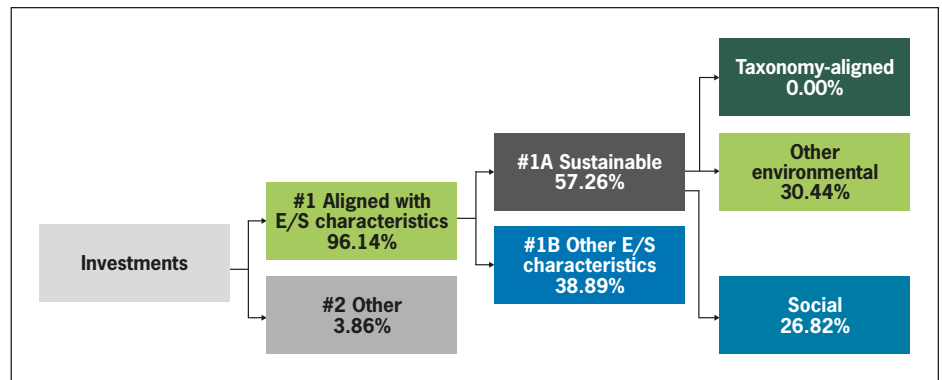 Investments
#1 Aligned with
E/S characteristics
96.14%
#2 Other
3.86%
#1A Sustainable
57.26%
#1B Other E/S
characteristics
38.89%
Taxonomy-aligned
0.00%
Other
environmental
30.44%
Social
26.82%